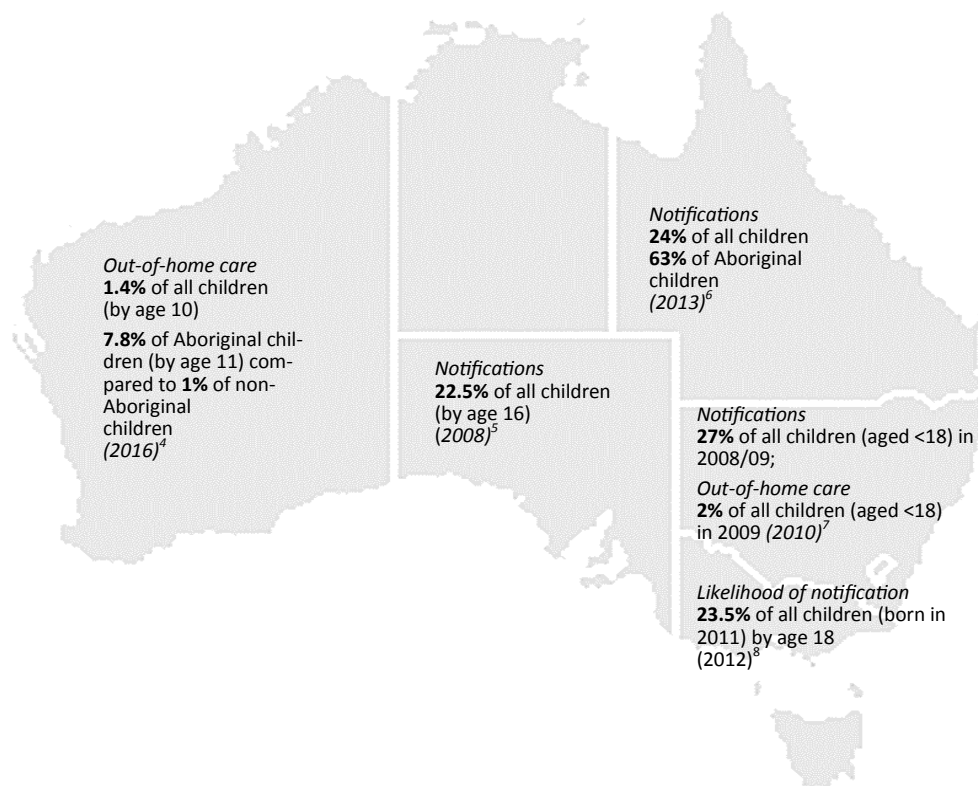 Out-of-home care
1.4% of all children
(by age 10)
7.8% of Aboriginal chil-
dren (by age 11) com-
pared to 1% of non-
Aboriginal
children
(2016)4
Notifications
22.5% of all children
(by age 16)
(2008)5
Notifications
24% of all children
63% of Aboriginal
children
(2013)6
Notifications
27% of all children (aged <18) in
2008/09;
Out-of-home care
2% of all children (aged <18)
in 2009 (2010)7
Likelihood of notification
23.5% of all children (born in
2011) by age 18
(2012)8